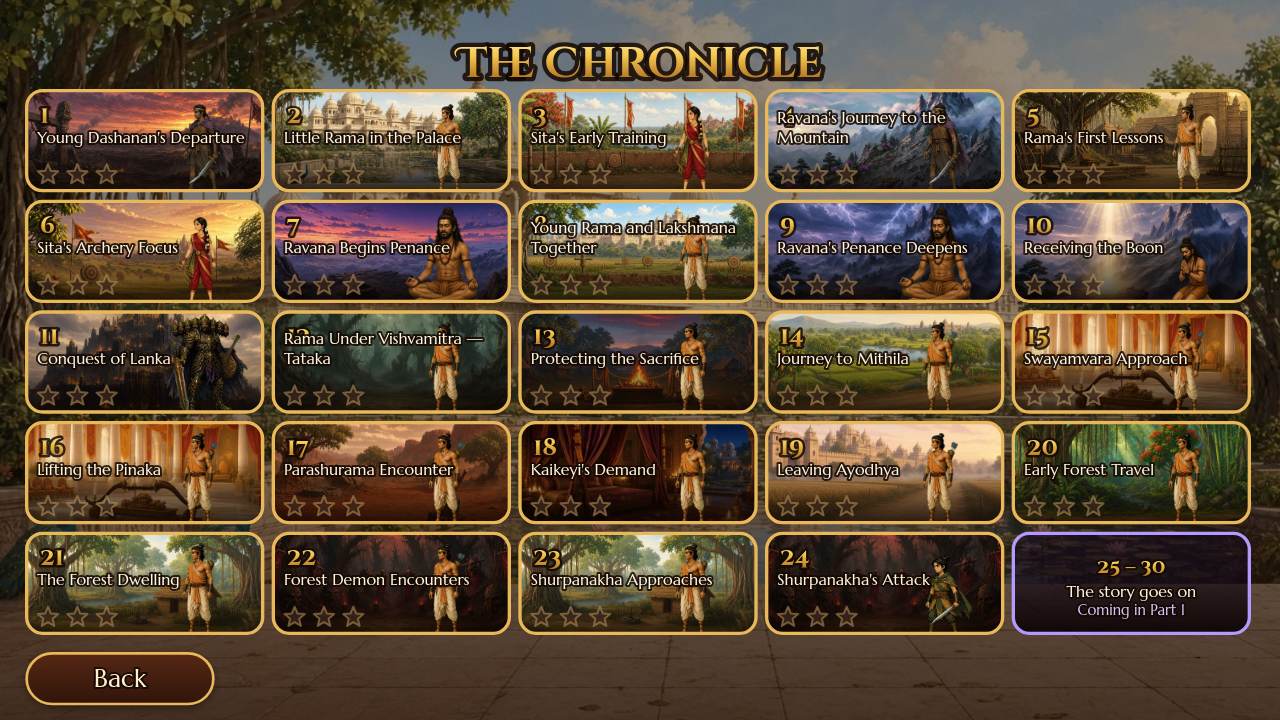 THE CHRONICLE
1
Young Dashanan's Departure
2
Little Rama in the Palace
3
Sita's Early Training
4
Ravana's Journey to the
Mountain
5
Rama's First Lessons
6
Sita's Archery Focus
7
Ravana Begins Penance
8
Young Rama and Lakshmana
Together
9
Ravana's Penance Deepens
10
Receiving the Boon
11
Conquest of Lanka
12
Rama Under Vishvamitra —
Tataka
13
Protecting the Sacrifice
14
Journey to Mithila
15
Swayamvara Approach
16
Lifting the Pinaka
17
Parashurama Encounter
18
Kaikeyi's Demand
19
Leaving Ayodhya
20
Early Forest Travel
21
The Forest Dwelling
22
Forest Demon Encounters
23
Shurpanakha Approaches
24
Shurpanakha's Attack
25 – 30
The story goes on
Coming in Part I
Back